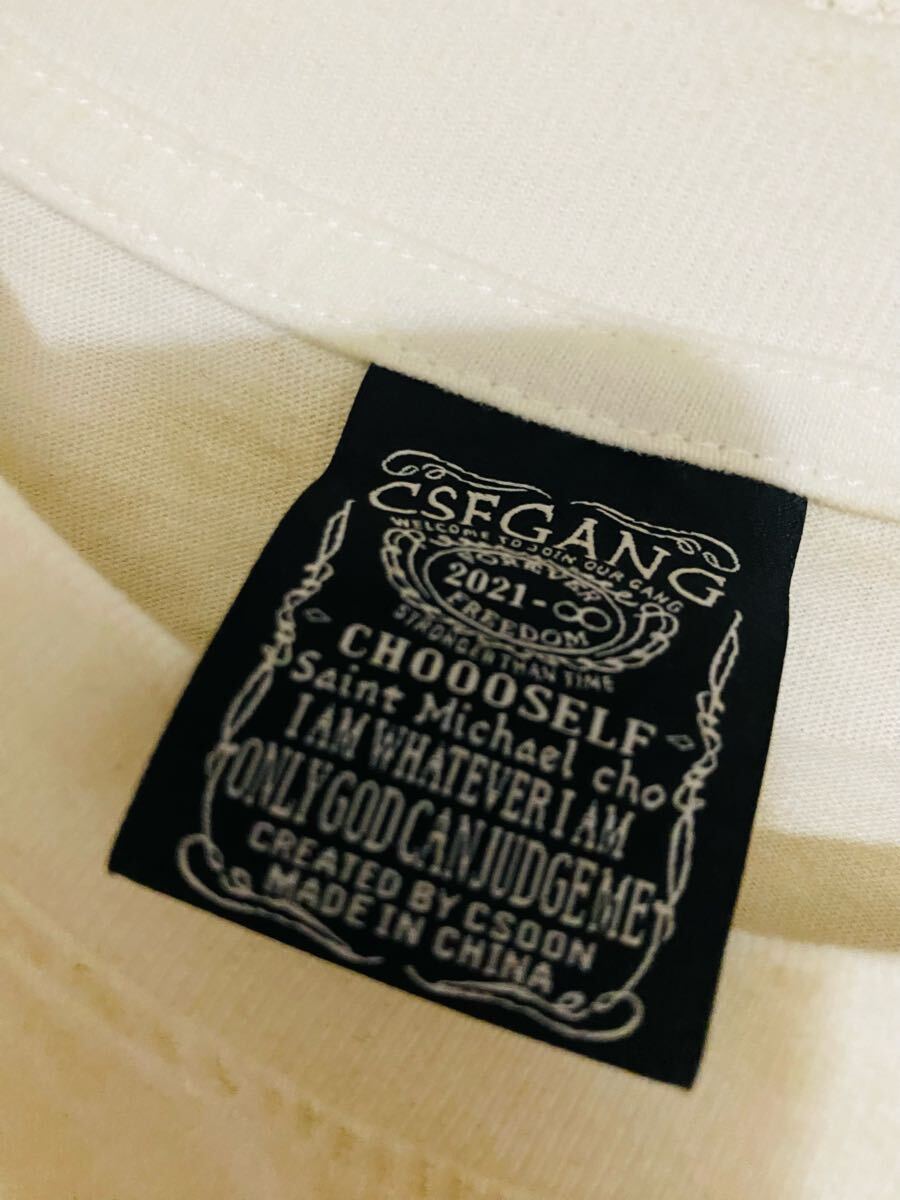 CSFGANG
WELCOME TO JOIN OUR GANG
FOREVER
2021-∞
FREEDOM
STRONGER THAN TIME
CHOOOSELF
Saint Michael cho
I AM WHATEVER I AM
ONLY GOD CAN JUDGE ME
CREATED BY CSOON
MADE IN CHINA